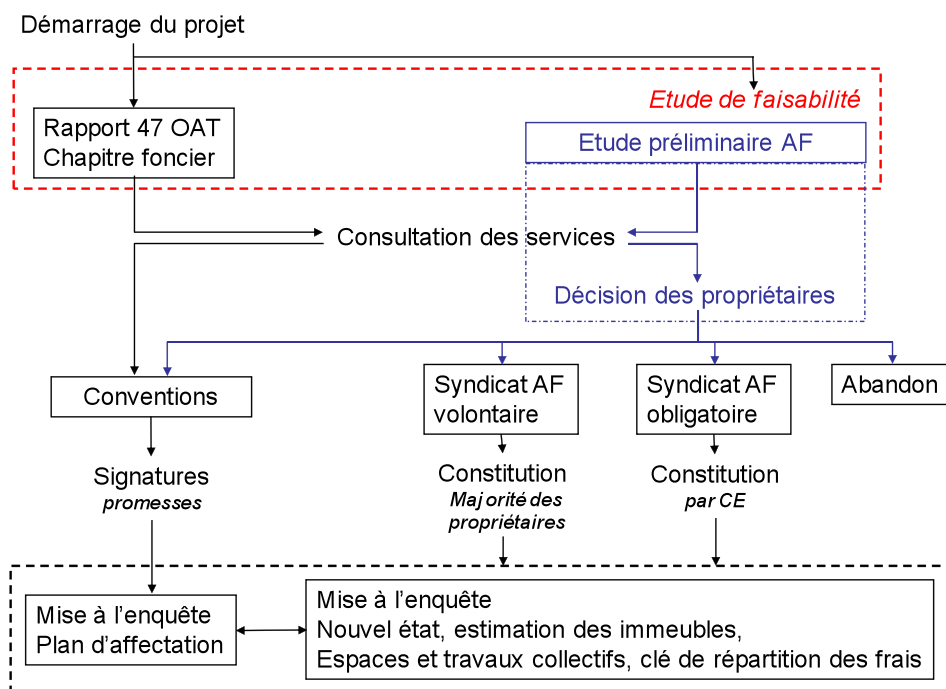 Démarrage du projet
Etude de faisabilité
Rapport 47 OAT
Chapitre foncier
Etude préliminaire AF
Consultation des services
Décision des propriétaires
Conventions
Syndicat AF
volontaire
Syndicat AF
obligatoire
Abandon
Signatures
promesses
Constitution
Majorité des
propriétaires
Constitution
par CE
Mise à l'enquête
Plan d'affectation
Mise à l'enquête
Nouvel état, estimation des immeubles,
Espaces et travaux collectifs, clé de répartition des frais